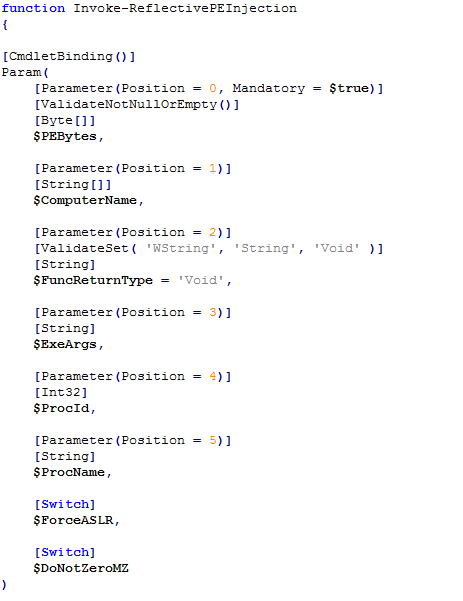 function Invoke-ReflectivePEInjection
{
[CmdletBinding()]
Param(
    [Parameter(Position = 0, Mandatory = $true)]
    [ValidateNotNullOrEmpty()]
    [Byte[]]
    $PEBytes,
    [Parameter(Position = 1)]
    [String[]]
    $ComputerName,
    [Parameter(Position = 2)]
    [ValidateSet( 'WString', 'String', 'Void' )]
    [String]
    $FuncReturnType = 'Void',
    [Parameter(Position = 3)]
    [String]
    $ExeArgs,
    [Parameter(Position = 4)]
    [Int32]
    $ProcId,
    [Parameter(Position = 5)]
    [String]
    $ProcName,
    [Switch]
    $ForceASLR,
    [Switch]
    $DoNotZeroMZ
)